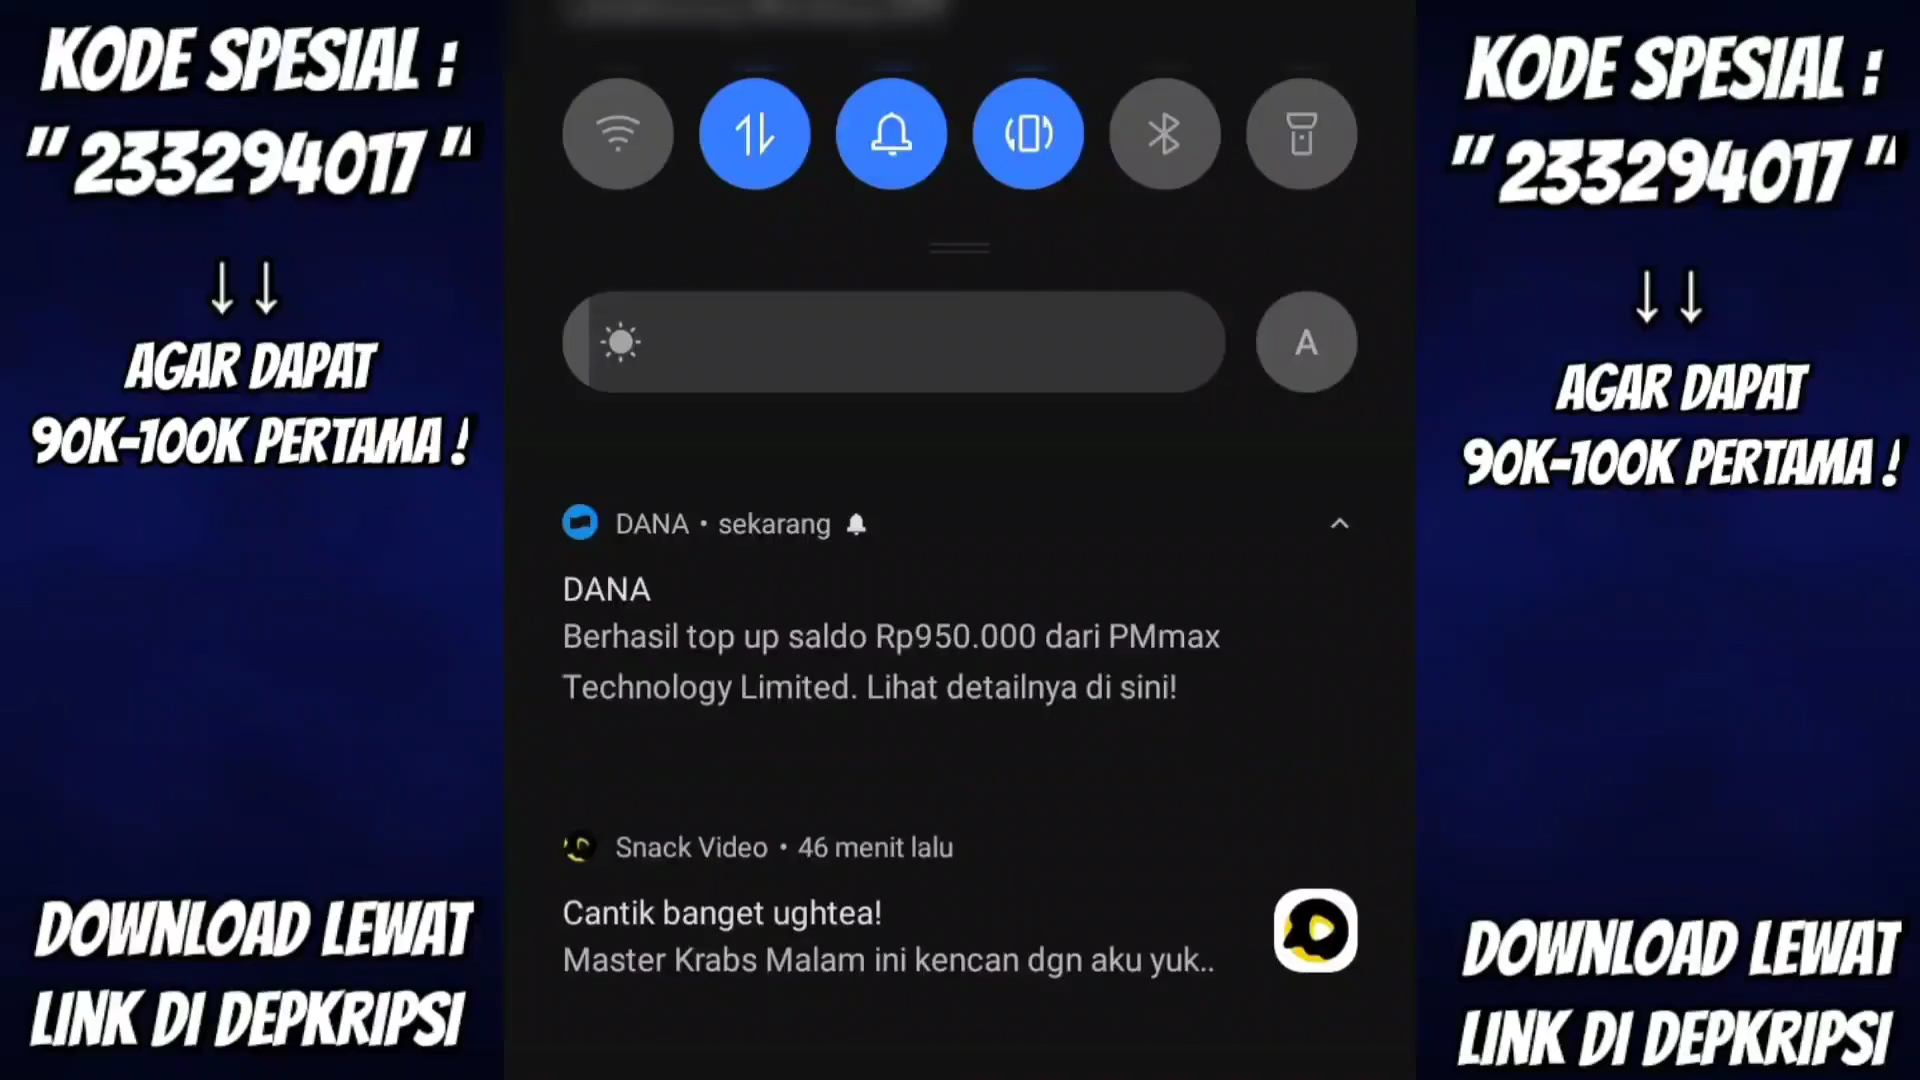 KODE SPESIAL :
" 233294017 "
↓↓
AGAR DAPAT
90K-100K PERTAMA !
DOWNLOAD LEWAT
LINK DI DEPKRIPSI
A
DANA • sekarang
DANA
Berhasil top up saldo Rp950.000 dari PMmax
Technology Limited. Lihat detailnya di sini!
Snack Video • 46 menit lalu
Cantik banget ughtea!
Master Krabs Malam ini kencan dgn aku yuk..
KODE SPESIAL :
" 233294017 "
↓↓
AGAR DAPAT
90K-100K PERTAMA !
DOWNLOAD LEWAT
LINK DI DEPKRIPSI